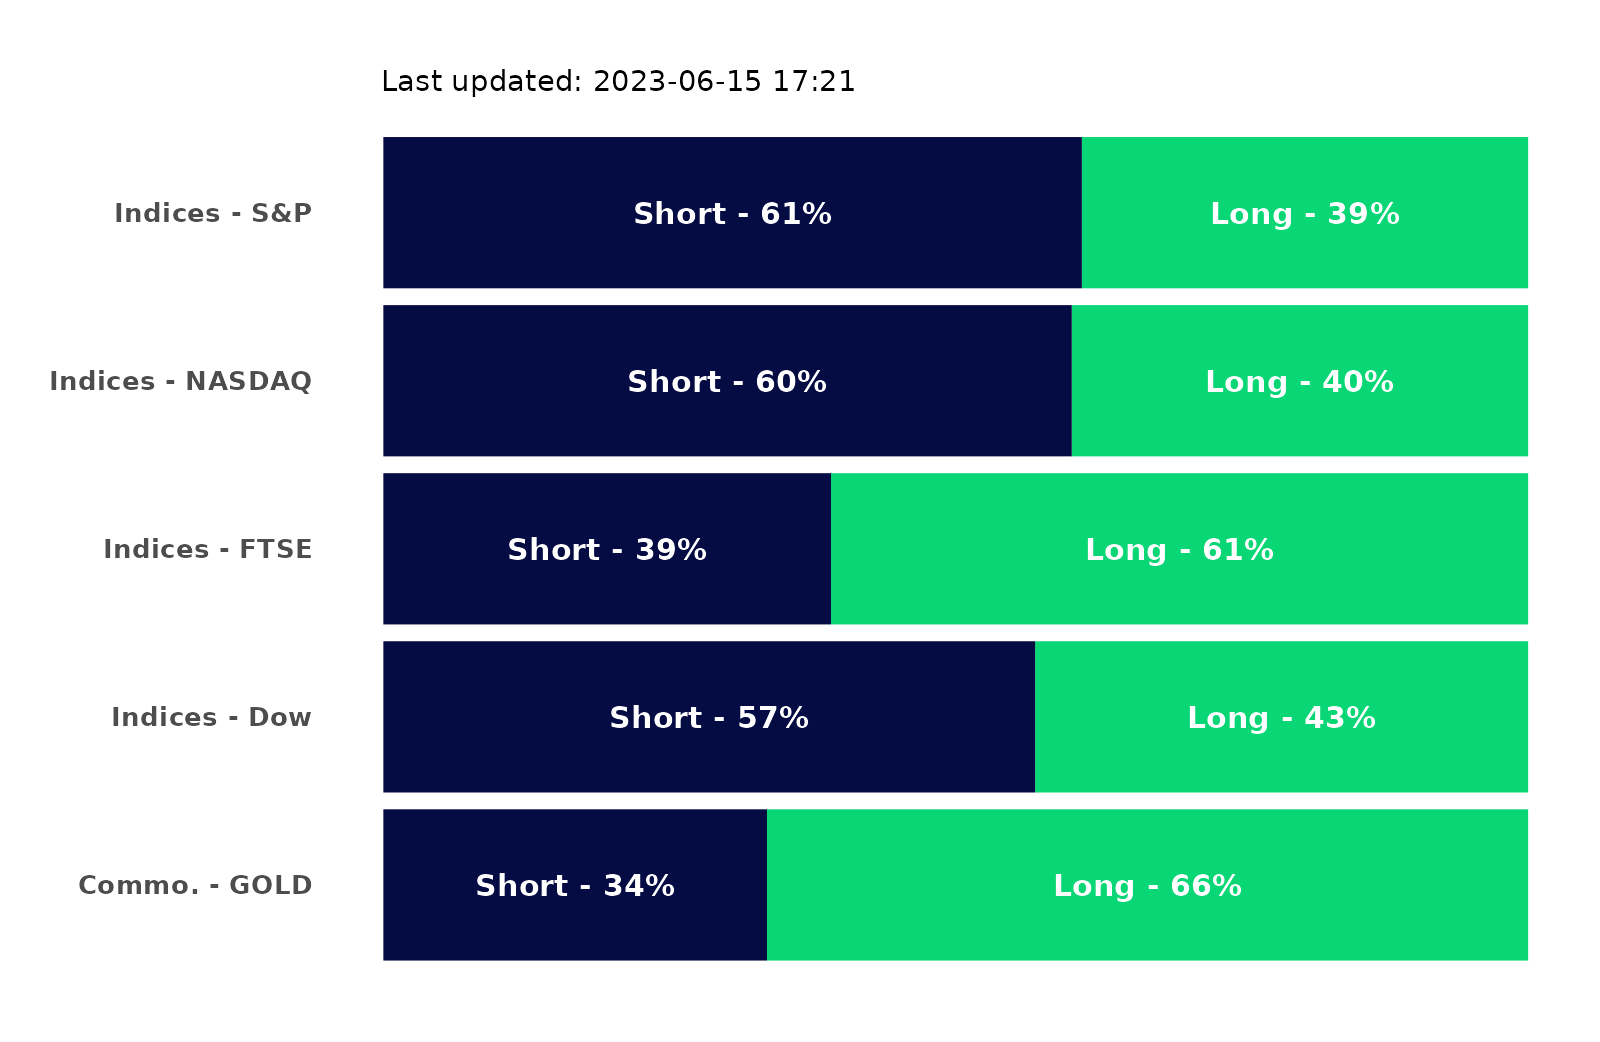 Last updated: 2023-06-15 17:21
Indices - S&P Short - 61% Long - 39%
Indices - NASDAQ Short - 60% Long - 40%
Indices - FTSE Short - 39% Long - 61%
Indices - Dow Short - 57% Long - 43%
Commo. - GOLD Short - 34% Long - 66%